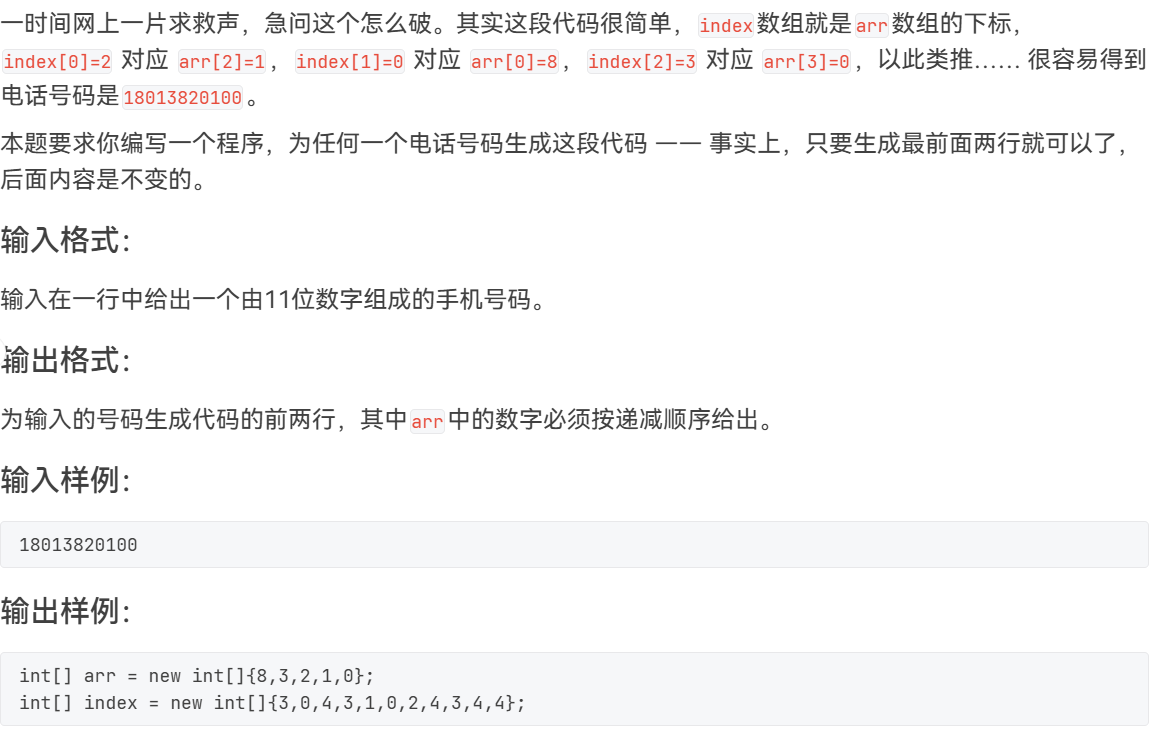 一时间网上一片求救声，急问这个怎么破。其实这段代码很简单，index数组就是arr数组的下标，
index[0]=2 对应 arr[2]=1，index[1]=0 对应 arr[0]=8，index[2]=3 对应 arr[3]=0，以此类推…… 很容易得到
电话号码是18013820100。
本题要求你编写一个程序，为任何一个电话号码生成这段代码 —— 事实上，只要生成最前面两行就可以了，
后面内容是不变的。
输入格式：
输入在一行中给出一个由11位数字组成的手机号码。
输出格式：
为输入的号码生成代码的前两行，其中arr中的数字必须按递减顺序给出。
输入样例：
18013820100
输出样例：
int[] arr = new int[]{8,3,2,1,0};
int[] index = new int[]{3,0,4,3,1,0,2,4,3,4,4};